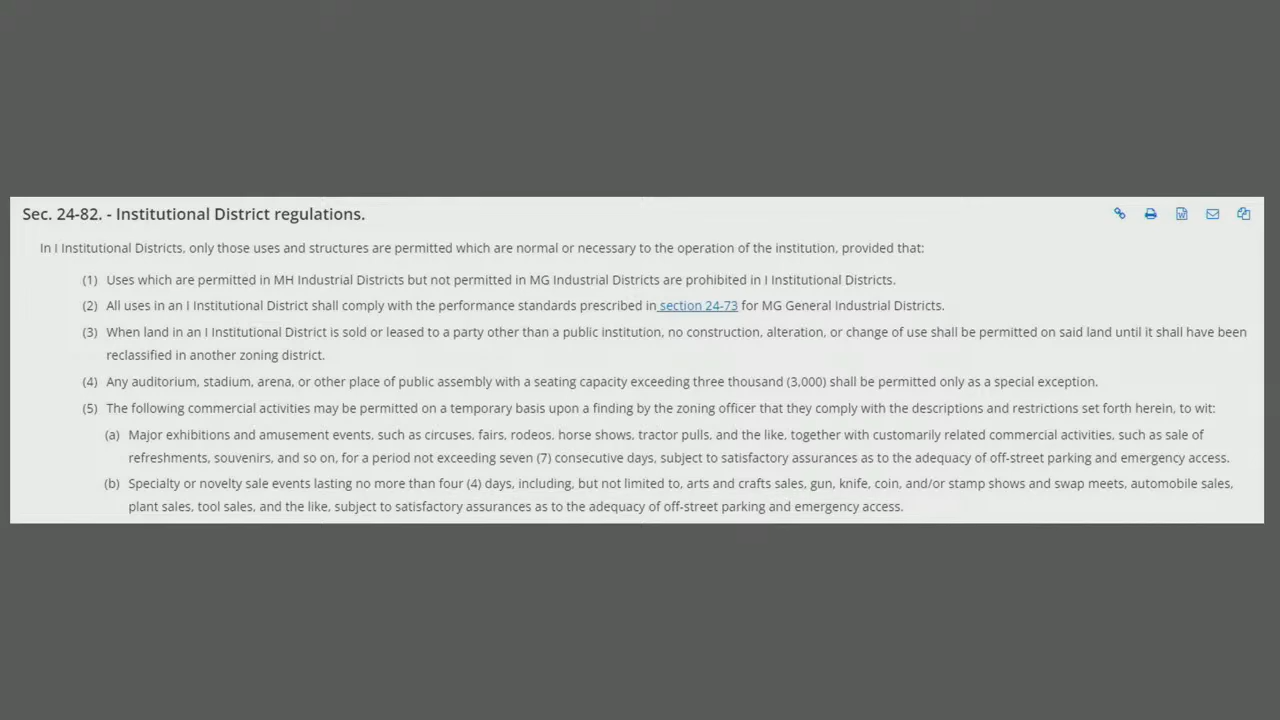 Sec. 24-82. - Institutional District regulations.
In I Institutional Districts, only those uses and structures are permitted which are normal or necessary to the operation of the institution, provided that:
(1) Uses which are permitted in MH Industrial Districts but not permitted in MG Industrial Districts are prohibited in I Institutional Districts.
(2) All uses in an I Institutional District shall comply with the performance standards prescribed in section 24-73 for MG General Industrial Districts.
(3) When land in an I Institutional District is sold or leased to a party other than a public institution, no construction, alteration, or change of use shall be permitted on said land until it shall have been
reclassified in another zoning district.
(4) Any auditorium, stadium, arena, or other place of public assembly with a seating capacity exceeding three thousand (3,000) shall be permitted only as a special exception.
(5) The following commercial activities may be permitted on a temporary basis upon a finding by the zoning officer that they comply with the descriptions and restrictions set forth herein, to wit:
(a) Major exhibitions and amusement events, such as circuses, fairs, rodeos, horse shows, tractor pulls, and the like, together with customarily related commercial activities, such as sale of
refreshments, souvenirs, and so on, for a period not exceeding seven (7) consecutive days, subject to satisfactory assurances as to the adequacy of off-street parking and emergency access.
(b) Specialty or novelty sale events lasting no more than four (4) days, including, but not limited to, arts and crafts sales, gun, knife, coin, and/or stamp shows and swap meets, automobile sales,
plant sales, tool sales, and the like, subject to satisfactory assurances as to the adequacy of off-street parking and emergency access.